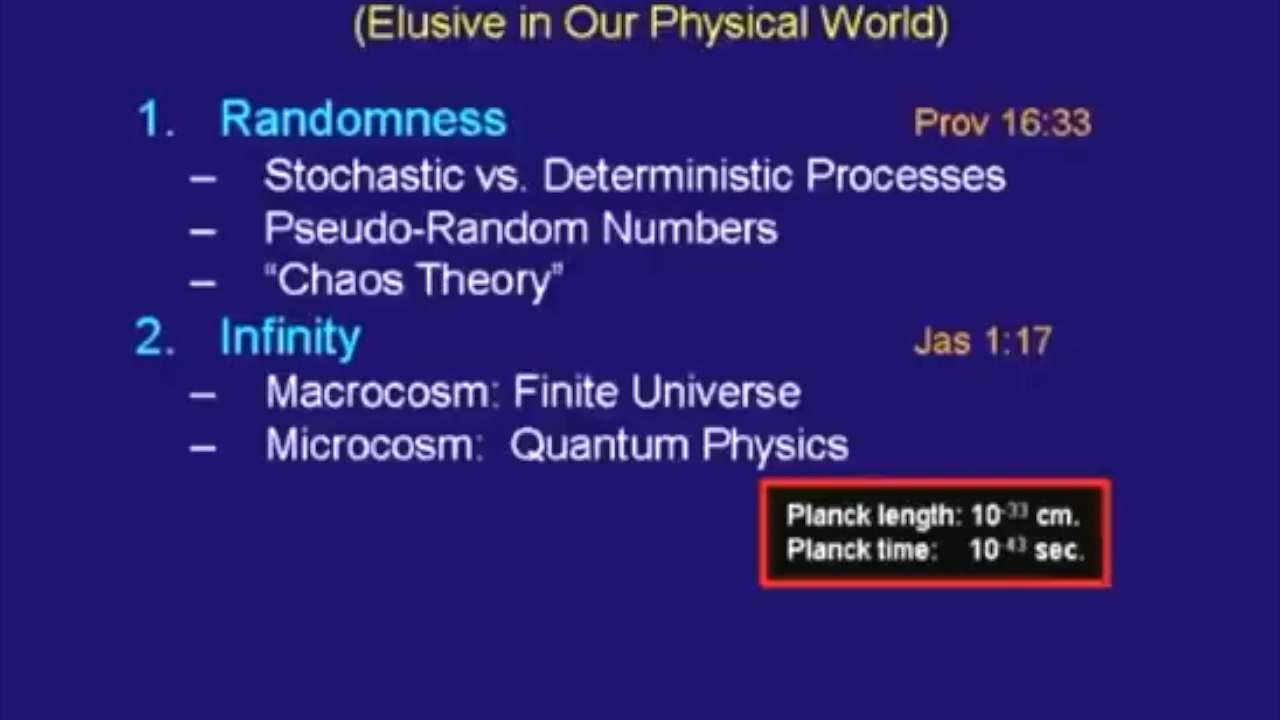 (Elusive in Our Physical World)
1. Randomness Prov 16:33
– Stochastic vs. Deterministic Processes
– Pseudo-Random Numbers
– “Chaos Theory”
2. Infinity Jas 1:17
– Macrocosm: Finite Universe
– Microcosm: Quantum Physics
Planck length: 10⁻³³ cm.
Planck time: 10⁻⁴³ sec.